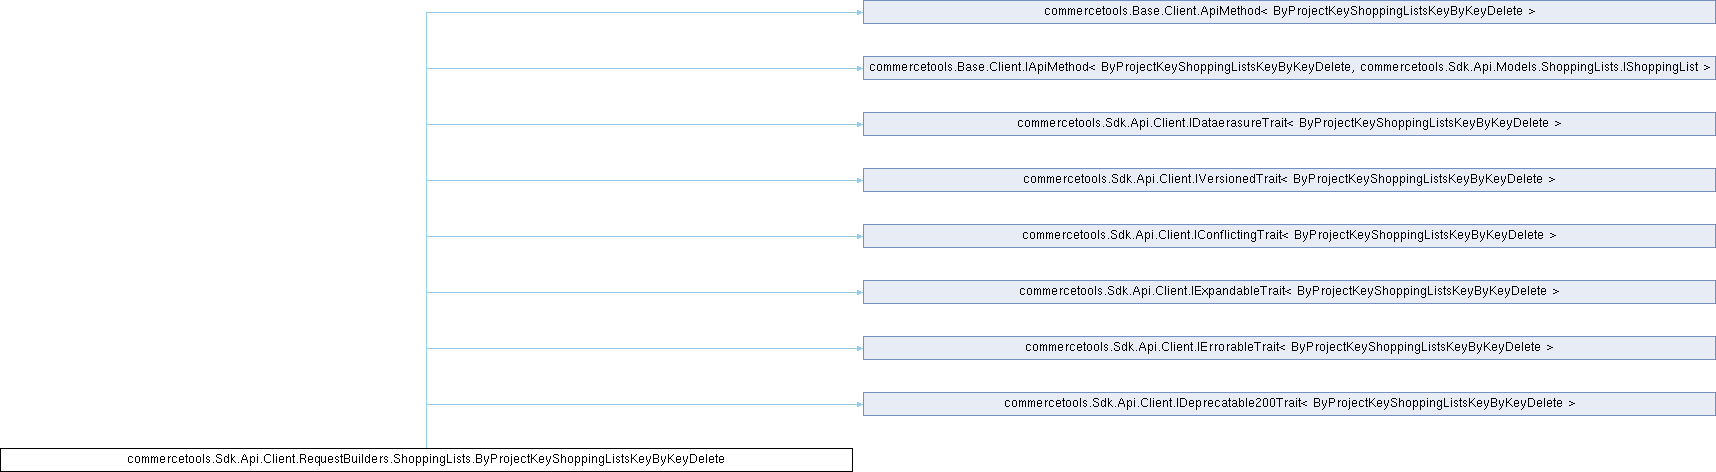 commercetools.Base.Client.ApiMethod< ByProjectKeyShoppingListsKeyByKeyDelete >
commercetools.Base.Client.IApiMethod< ByProjectKeyShoppingListsKeyByKeyDelete, commercetools.Sdk.Api.Models.ShoppingLists.IShoppingList >
commercetools.Sdk.Api.Client.IDataerasureTrait< ByProjectKeyShoppingListsKeyByKeyDelete >
commercetools.Sdk.Api.Client.IVersionedTrait< ByProjectKeyShoppingListsKeyByKeyDelete >
commercetools.Sdk.Api.Client.IConflictingTrait< ByProjectKeyShoppingListsKeyByKeyDelete >
commercetools.Sdk.Api.Client.IExpandableTrait< ByProjectKeyShoppingListsKeyByKeyDelete >
commercetools.Sdk.Api.Client.IErrorableTrait< ByProjectKeyShoppingListsKeyByKeyDelete >
commercetools.Sdk.Api.Client.IDeprecatable200Trait< ByProjectKeyShoppingListsKeyByKeyDelete >
commercetools.Sdk.Api.Client.RequestBuilders.ShoppingLists.ByProjectKeyShoppingListsKeyByKeyDelete